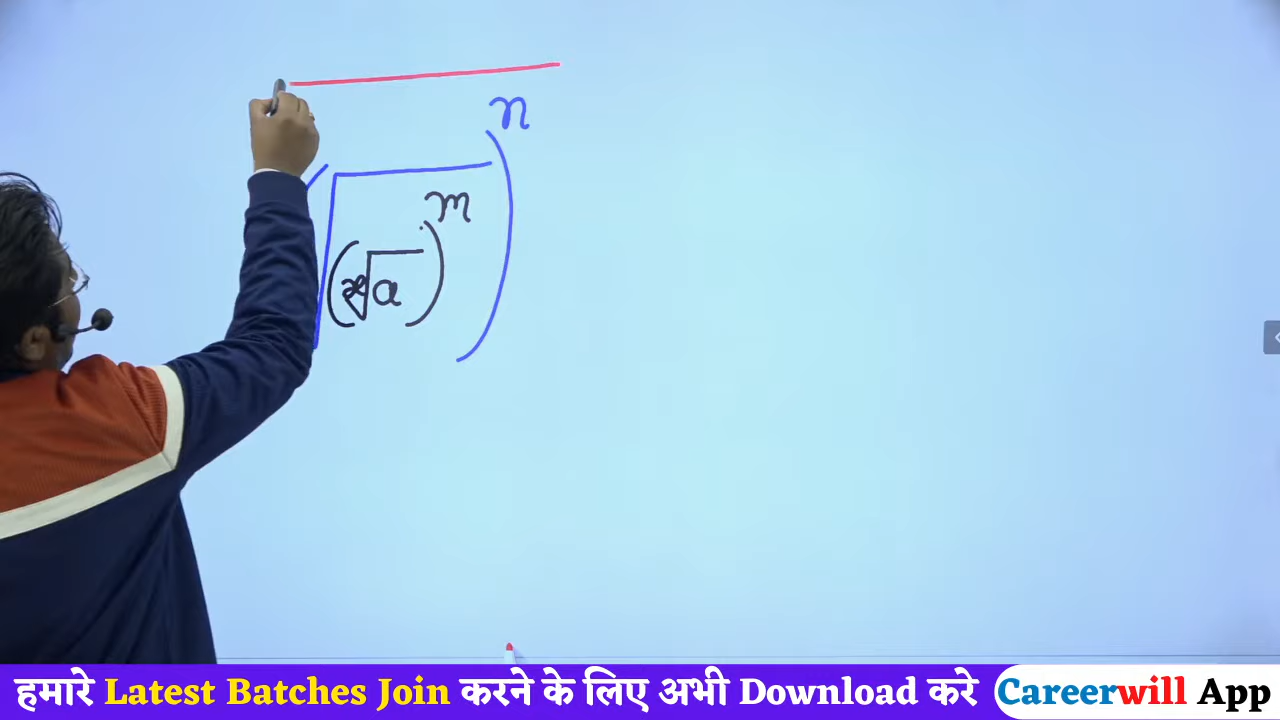 n
m
(x√a)
हमारे Latest Batches Join करने के लिए अभी Download करे Careerwill App